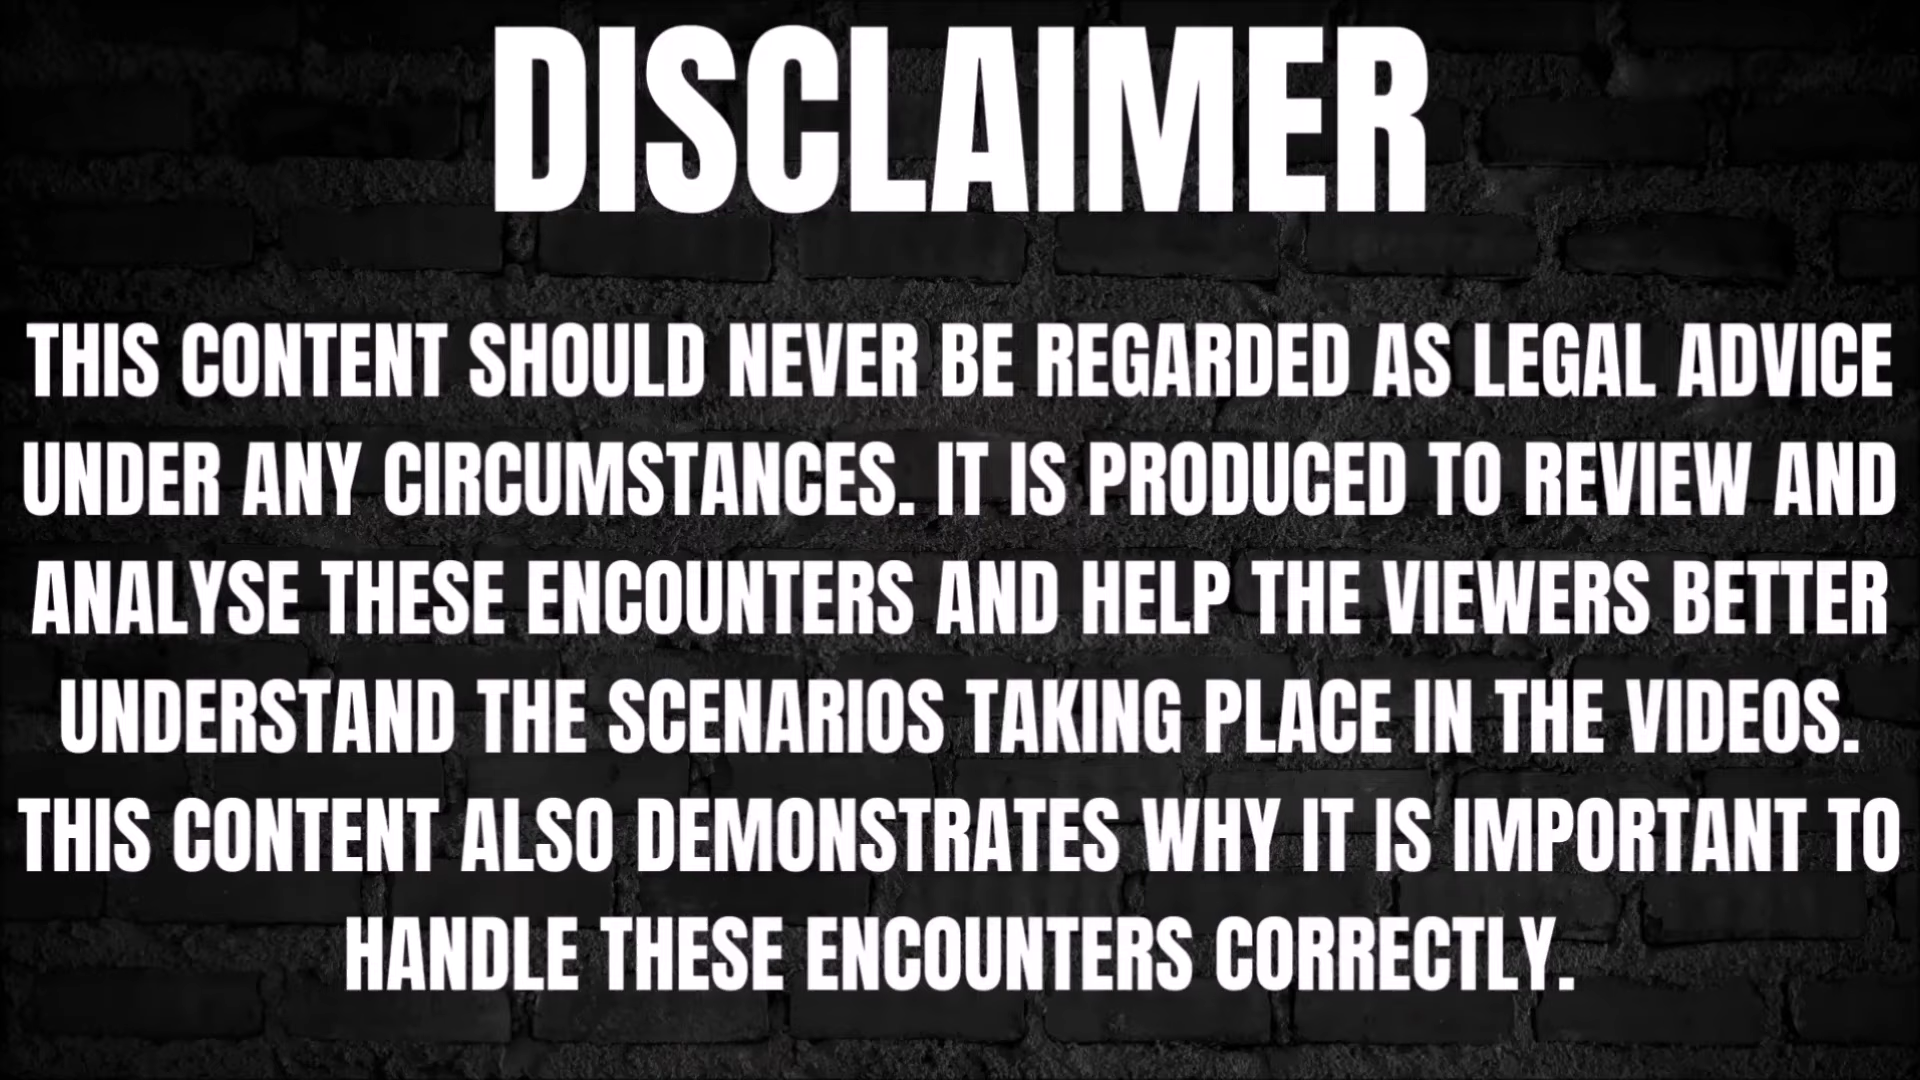 DISCLAIMER
THIS CONTENT SHOULD NEVER BE REGARDED AS LEGAL ADVICE
UNDER ANY CIRCUMSTANCES. IT IS PRODUCED TO REVIEW AND
ANALYSE THESE ENCOUNTERS AND HELP THE VIEWERS BETTER
UNDERSTAND THE SCENARIOS TAKING PLACE IN THE VIDEOS.
THIS CONTENT ALSO DEMONSTRATES WHY IT IS IMPORTANT TO
HANDLE THESE ENCOUNTERS CORRECTLY.